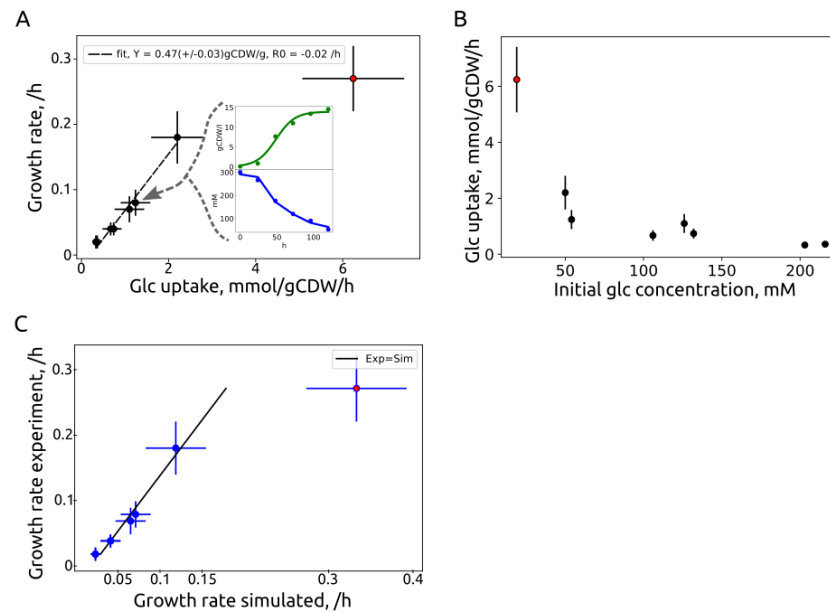 A
fit, Y = 0.47(+/-0.03)gCDW/g, R0 = -0.02 /h
Growth rate, /h
0.3
0.2
0.1
0.0
0
2
4
6
Glc uptake, mmol/gCDW/h
gCDW/l
15
10
5
0
mM
300
200
100
0
50
100
h
B
Glc uptake, mmol/gCDW/h
6
4
2
0
50
100
150
200
Initial glc concentration, mM
C
Exp=Sim
Growth rate experiment, /h
0.3
0.2
0.1
0.0
0.05
0.1
0.15
0.3
0.4
Growth rate simulated, /h